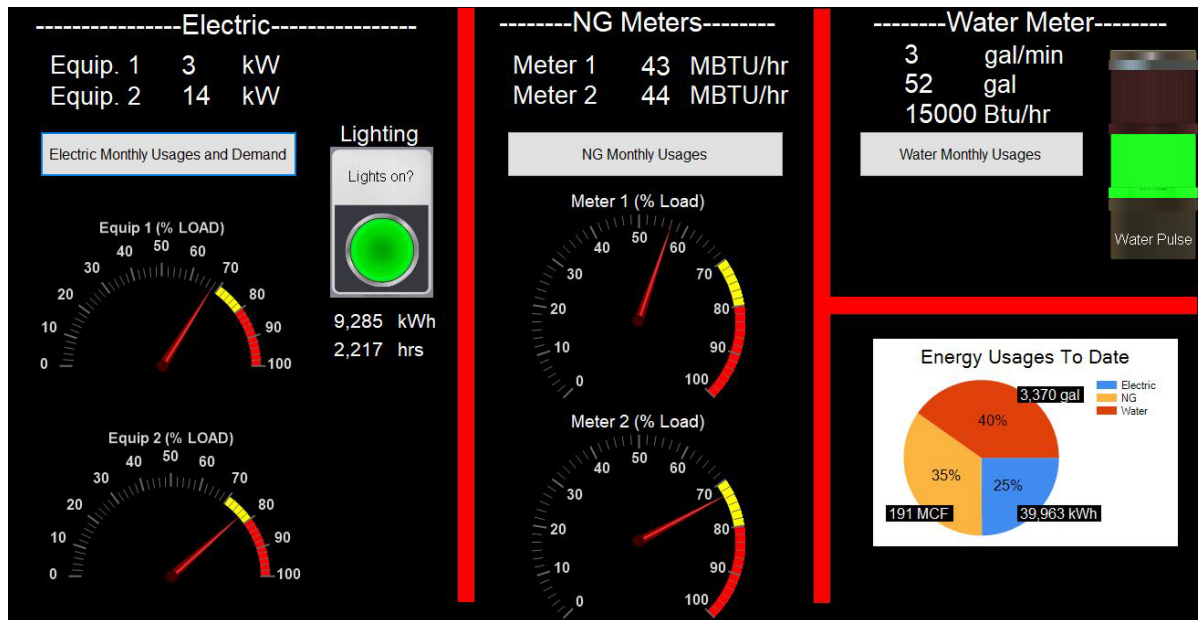 ----------------Electric-------------------
Equip. 1 3 kW
Equip. 2 14 kW
Electric Monthly Usages and Demand
Lighting
Lights on?
9,285 kWh
2,217 hrs
Equip 1 (% LOAD)
0 10 20 30 40 50 60 70 80 90 100
Equip 2 (% LOAD)
0 10 20 30 40 50 60 70 80 90 100
---------NG Meters--------
Meter 1 43 MBTU/hr
Meter 2 44 MBTU/hr
NG Monthly Usages
Meter 1 (% Load)
0 10 20 30 40 50 60 70 80 90 100
Meter 2 (% Load)
0 10 20 30 40 50 60 70 80 90 100
--------Water Meter--------
3 gal/min
52 gal
15000 Btu/hr
Water Monthly Usages
Water Pulse
Energy Usages To Date
Electric
NG
Water
3,370 gal
40%
35%
25%
191 MCF
39,963 kWh